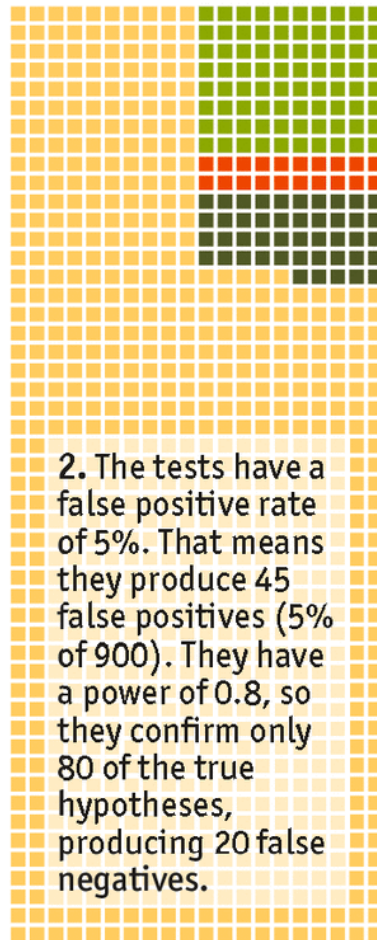 2. The tests have a
false positive rate
of 5%. That means
they produce 45
false positives (5%
of 900). They have
a power of 0.8, so
they confirm only
80 of the true
hypotheses,
producing 20 false
negatives.